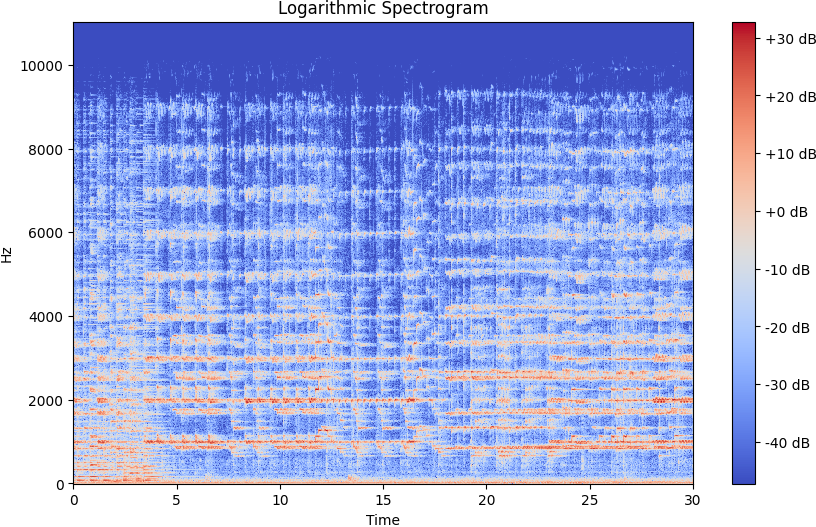 Logarithmic Spectrogram
Hz
10000
8000
6000
4000
2000
0
0 5 10 15 20 25 30
Time
+30 dB
+20 dB
+10 dB
+0 dB
-10 dB
-20 dB
-30 dB
-40 dB